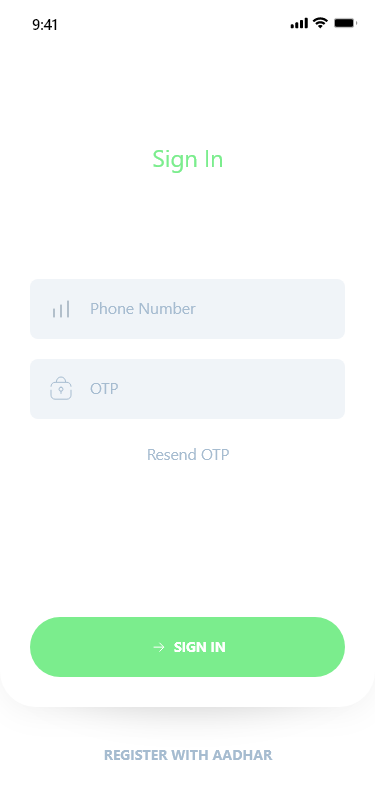 9:41
Sign In
Phone Number
OTP
Resend OTP
SIGN IN
REGISTER WITH AADHAR